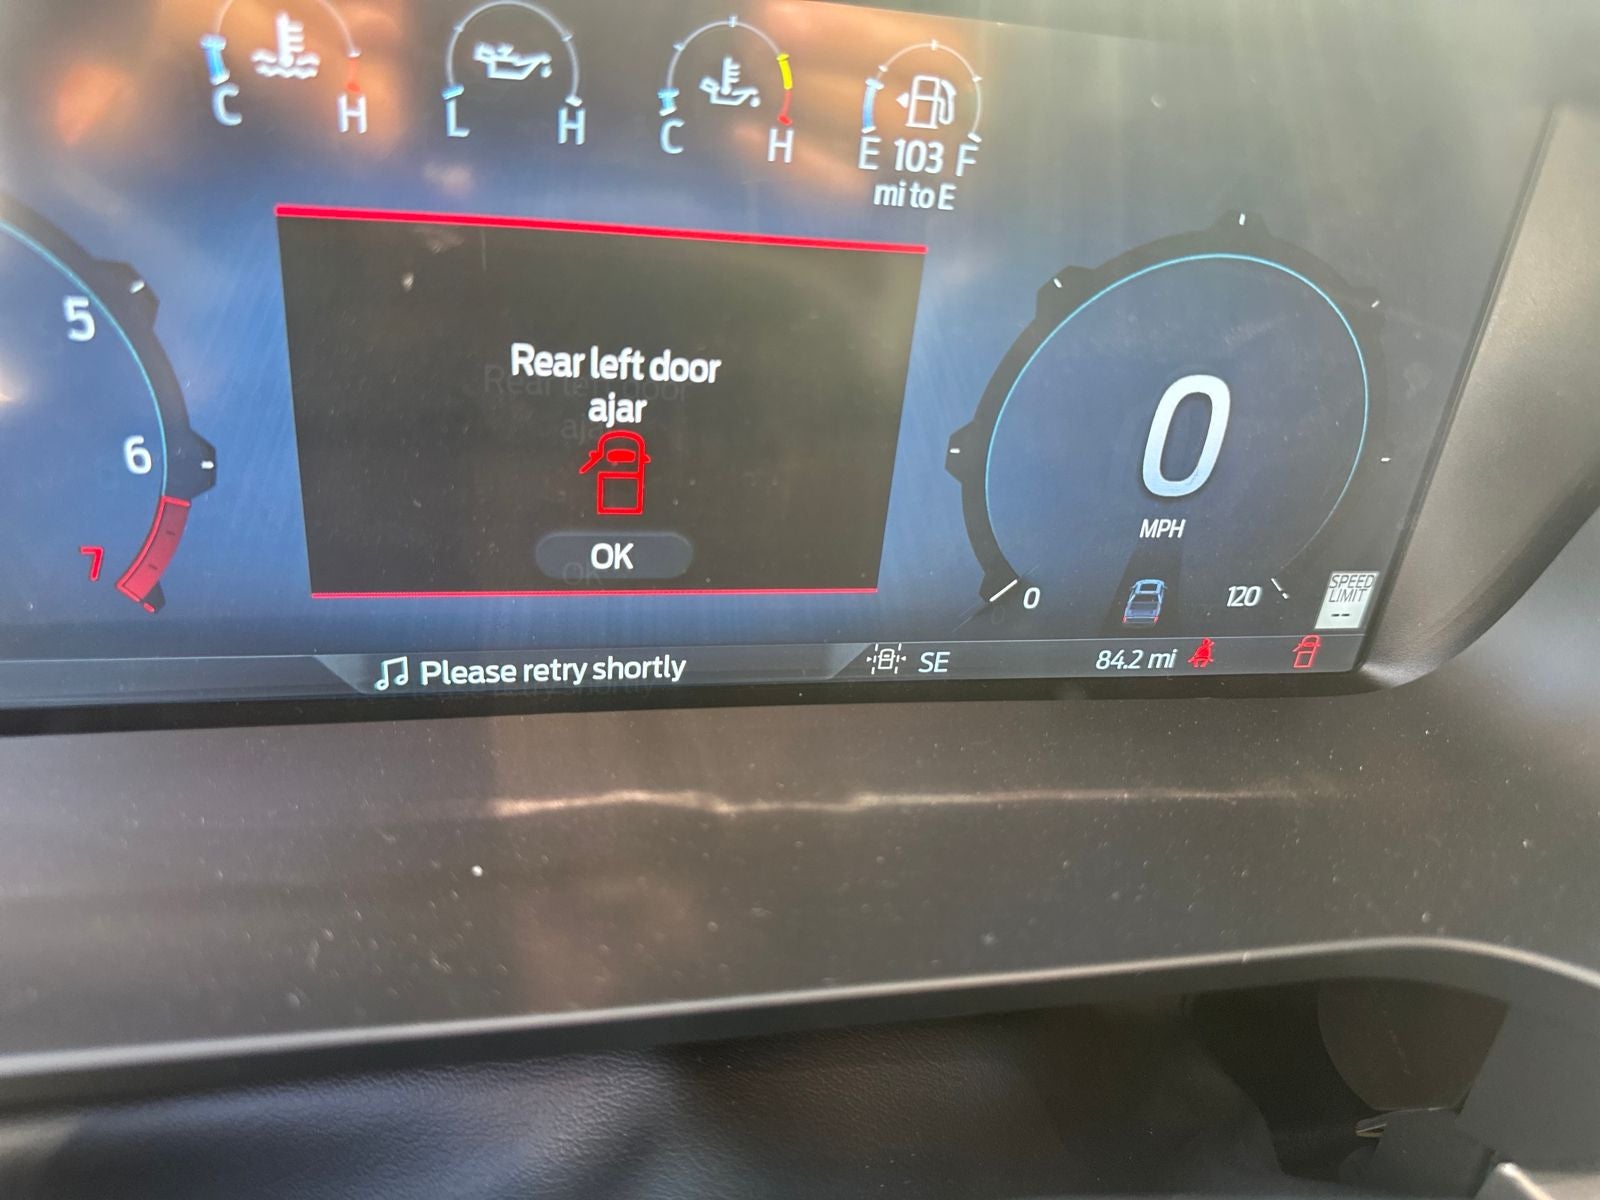 C H
L H
C H
E 103 F
mi to E
5
6
7
Rear left door
ajar
OK
0
MPH
0 120
SPEED
LIMIT
--
Please retry shortly
SE
84.2 mi